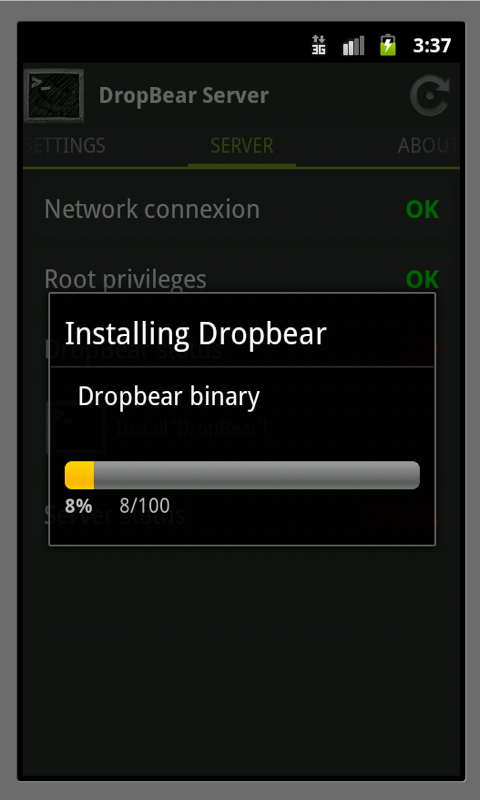 3G 3:37
DropBear Server
SETTINGS SERVER ABOUT
Network connexion OK
Root privileges OK
Installing Dropbear
DropBear status
Dropbear binary
Install 'DropBear'!
8% 8/100
Server status